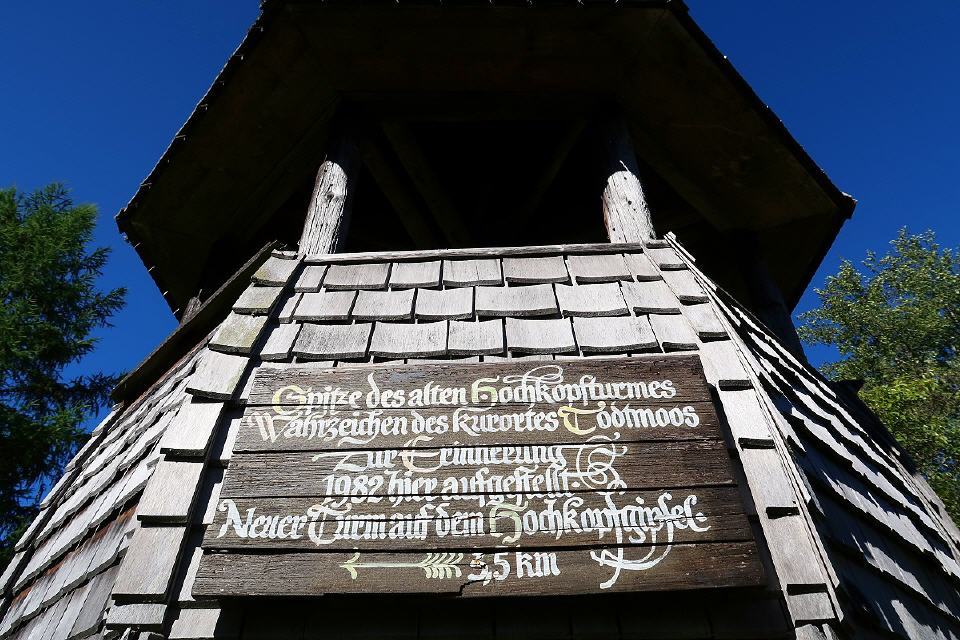 Spitze des alten Hochkopfturmes
Wahrzeichen des Kurortes Todtmoos
Zur Erinnerung
1982 hier aufgestellt.
Neuer Turm auf dem Hochkopfgipfel
3,5 km